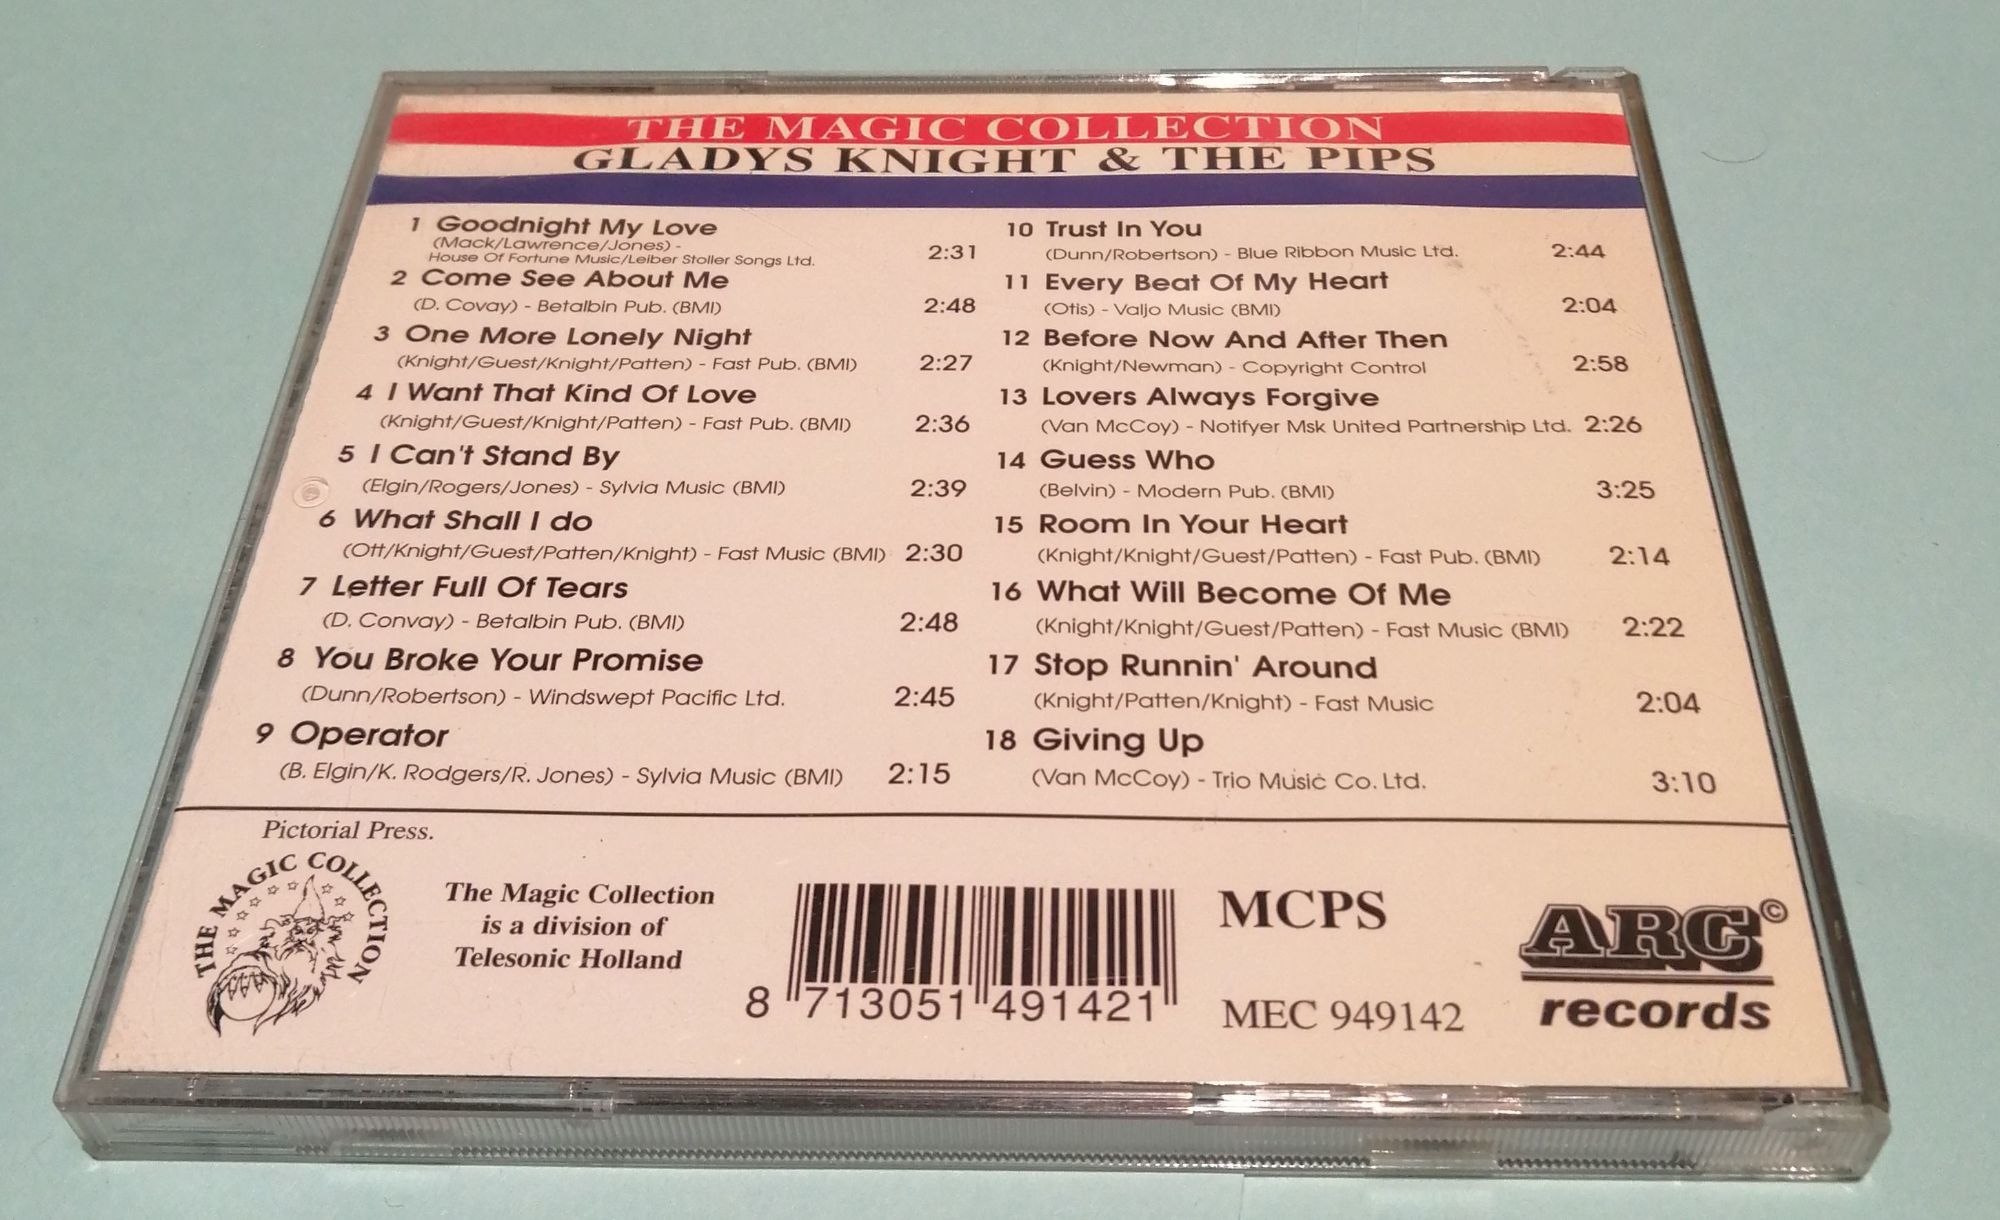 THE MAGIC COLLECTION
GLADYS KNIGHT & THE PIPS
1 Goodnight My Love
(Mack/Lawrence/Jones) -
House Of Fortune Music/Leiber Stoller Songs Ltd. 2:31
2 Come See About Me
(D. Covay) - Betalbin Pub. (BMI) 2:48
3 One More Lonely Night
(Knight/Guest/Knight/Patten) - Fast Pub. (BMI) 2:27
4 I Want That Kind Of Love
(Knight/Guest/Knight/Patten) - Fast Pub. (BMI) 2:36
5 I Can't Stand By
(Elgin/Rogers/Jones) - Sylvia Music (BMI) 2:39
6 What Shall I do
(Ott/Knight/Guest/Patten/Knight) - Fast Music (BMI) 2:30
7 Letter Full Of Tears
(D. Convay) - Betalbin Pub. (BMI) 2:48
8 You Broke Your Promise
(Dunn/Robertson) - Windswept Pacific Ltd. 2:45
9 Operator
(B. Elgin/K. Rodgers/R. Jones) - Sylvia Music (BMI) 2:15
10 Trust In You
(Dunn/Robertson) - Blue Ribbon Music Ltd. 2:44
11 Every Beat Of My Heart
(Otis) - Valjo Music (BMI) 2:04
12 Before Now And After Then
(Knight/Newman) - Copyright Control 2:58
13 Lovers Always Forgive
(Van McCoy) - Notifyer Msk United Partnership Ltd. 2:26
14 Guess Who
(Belvin) - Modern Pub. (BMI) 3:25
15 Room In Your Heart
(Knight/Knight/Guest/Patten) - Fast Pub. (BMI) 2:14
16 What Will Become Of Me
(Knight/Knight/Guest/Patten) - Fast Music (BMI) 2:22
17 Stop Runnin' Around
(Knight/Patten/Knight) - Fast Music 2:04
18 Giving Up
(Van McCoy) - Trio Music Co. Ltd. 3:10
Pictorial Press.
THE MAGIC COLLECTION
The Magic Collection
is a division of
Telesonic Holland
8 713051 491421
MCPS
MEC 949142
ARC ©
records